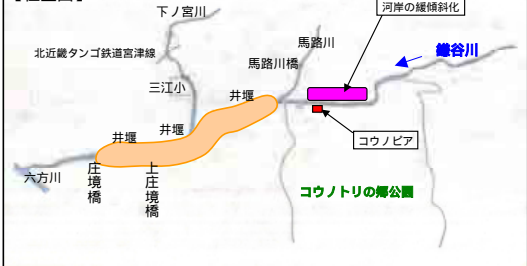 河岸の緩傾斜化
下ノ宮川
馬路川
鎌谷川
北近畿タンゴ鉄道宮津線
馬路川橋
三江小
井堰
井堰
井堰
コウノピア
六方川
庄境橋
上庄境橋
コウノトリの郷公園